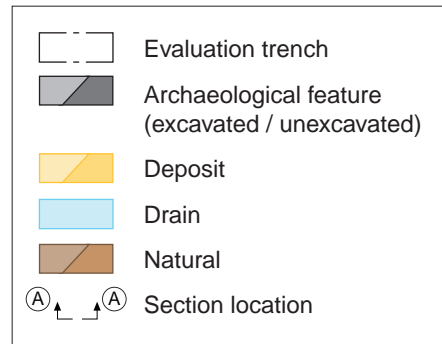 Evaluation trench
Archaeological feature
(excavated / unexcavated)
Deposit
Drain
Natural
A A Section location